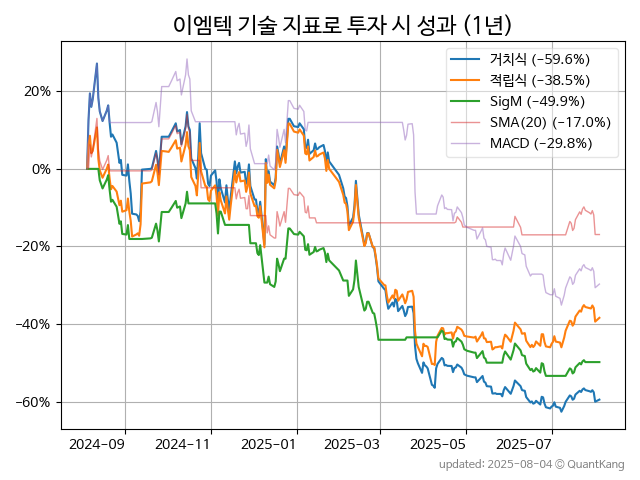 이엠텍 기술 지표로 투자 시 성과 (1년)
거치식 (−59.6%)
적립식 (−38.5%)
SigM (−49.9%)
SMA(20) (−17.0%)
MACD (−29.8%)
20%
0%
−20%
−40%
−60%
2024-09 2024-11 2025-01 2025-03 2025-05 2025-07
updated: 2025-08-04 © QuantKang